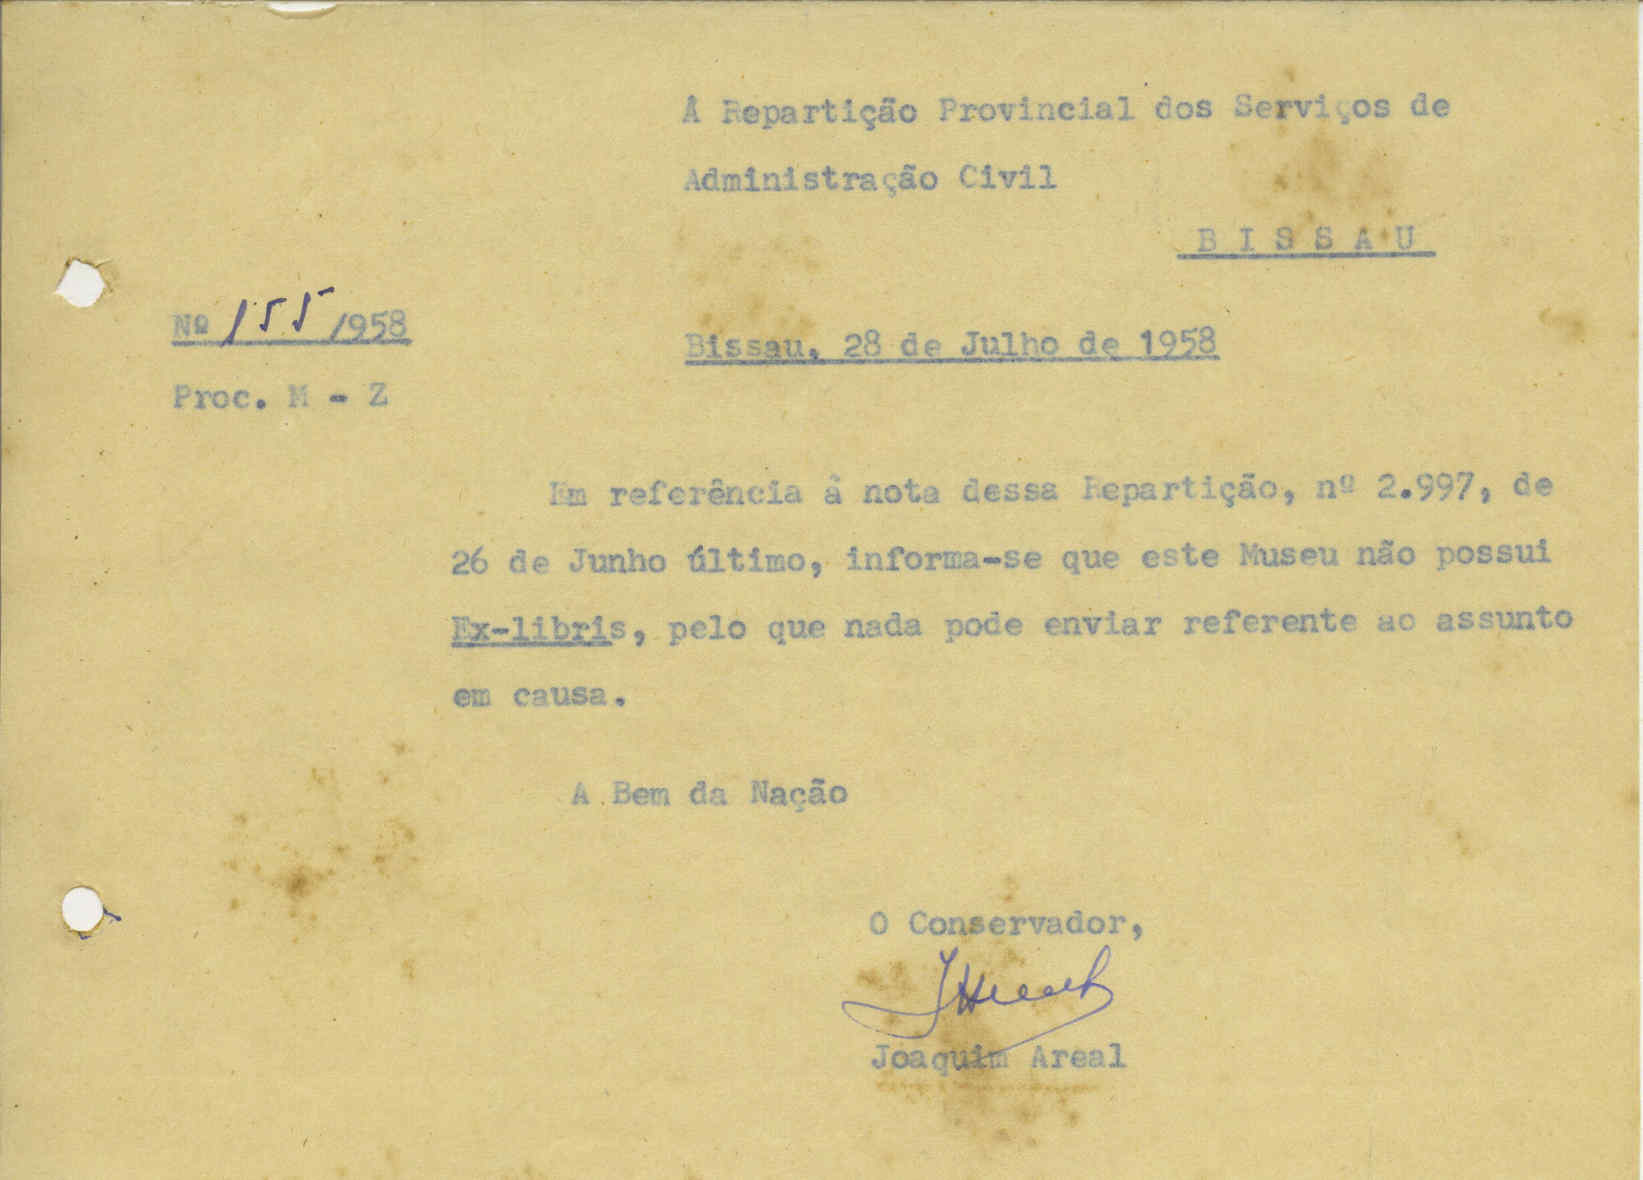 Á Repartição Provincial dos Serviços de
Administração Civil
B I S S A U
Nº 155/958
Bissau, 28 de Julho de 1958
Proc. M - Z
Em referência à nota dessa Repartição, nº 2.997, de
26 de Junho último, informa-se que este Museu não possui
Ex-libris, pelo que nada pode enviar referente ao assunto
em causa.
A Bem da Nação
O Conservador,
Joaquim Areal